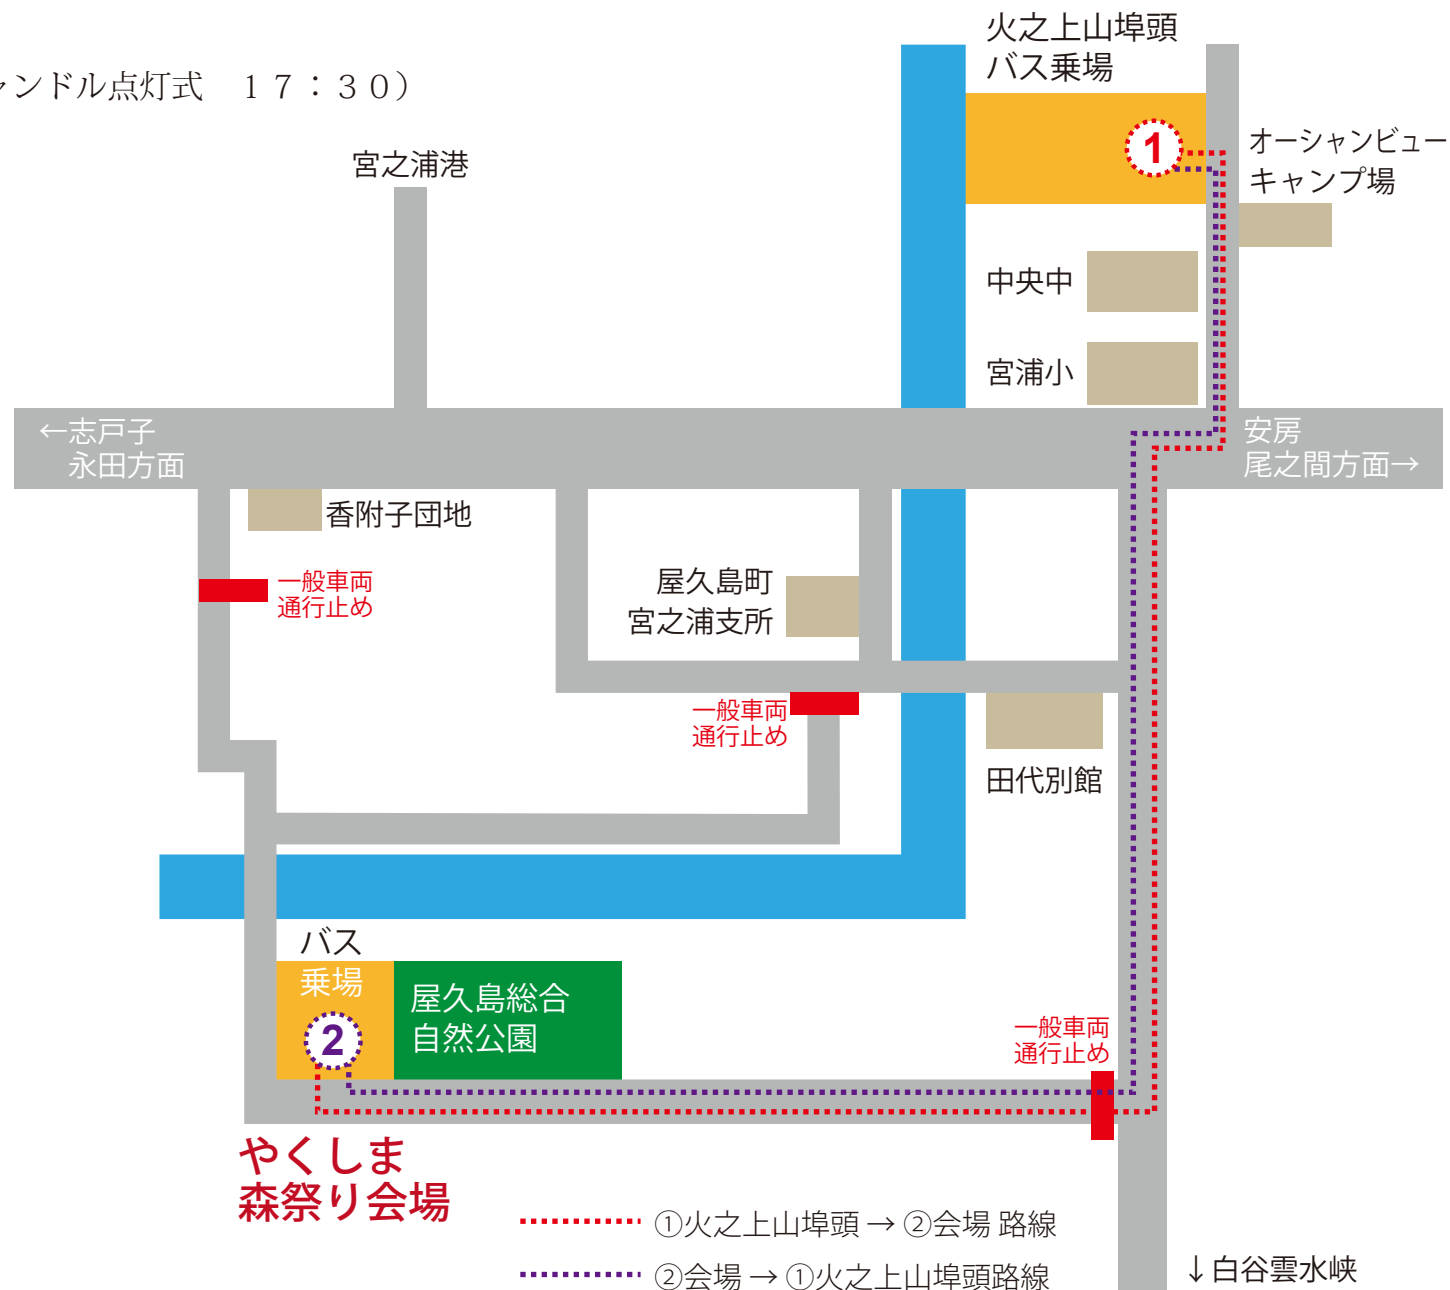 ャンドル点灯式　１７：３０）
火之上山埠頭
バス乗場
1
オーシャンビュー
キャンプ場
宮之浦港
中央中
宮浦小
←志戸子
永田方面
安房
尾之間方面→
香附子団地
一般車両
通行止め
屋久島町
宮之浦支所
一般車両
通行止め
田代別館
バス
乗場
2
屋久島総合
自然公園
一般車両
通行止め
やくしま
森祭り会場
①火之上山埠頭 → ②会場 路線
②会場 → ①火之上山埠頭路線
↓白谷雲水峡